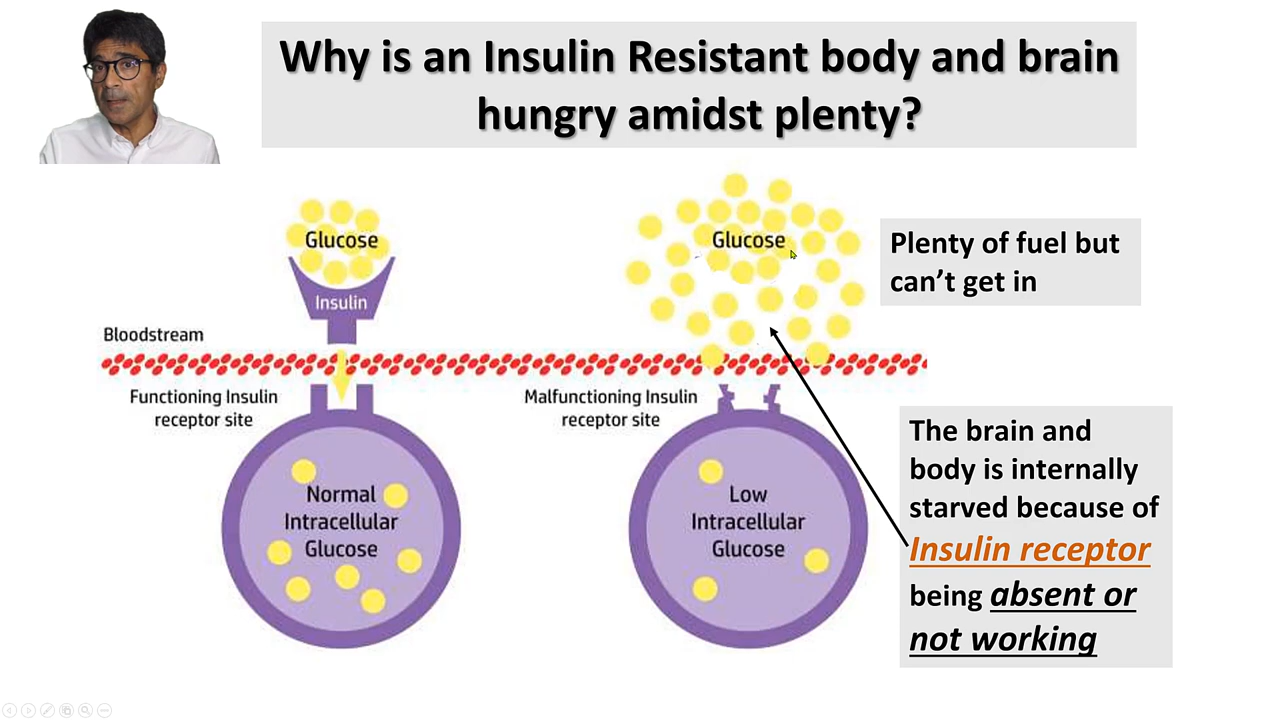 Why is an Insulin Resistant body and brain
hungry amidst plenty?
Glucose
Insulin
Bloodstream
Functioning Insulin
receptor site
Normal
Intracellular
Glucose
Glucose
Malfunctioning Insulin
receptor site
Low
Intracellular
Glucose
Plenty of fuel but
can’t get in
The brain and
body is internally
starved because of
Insulin receptor
being absent or
not working